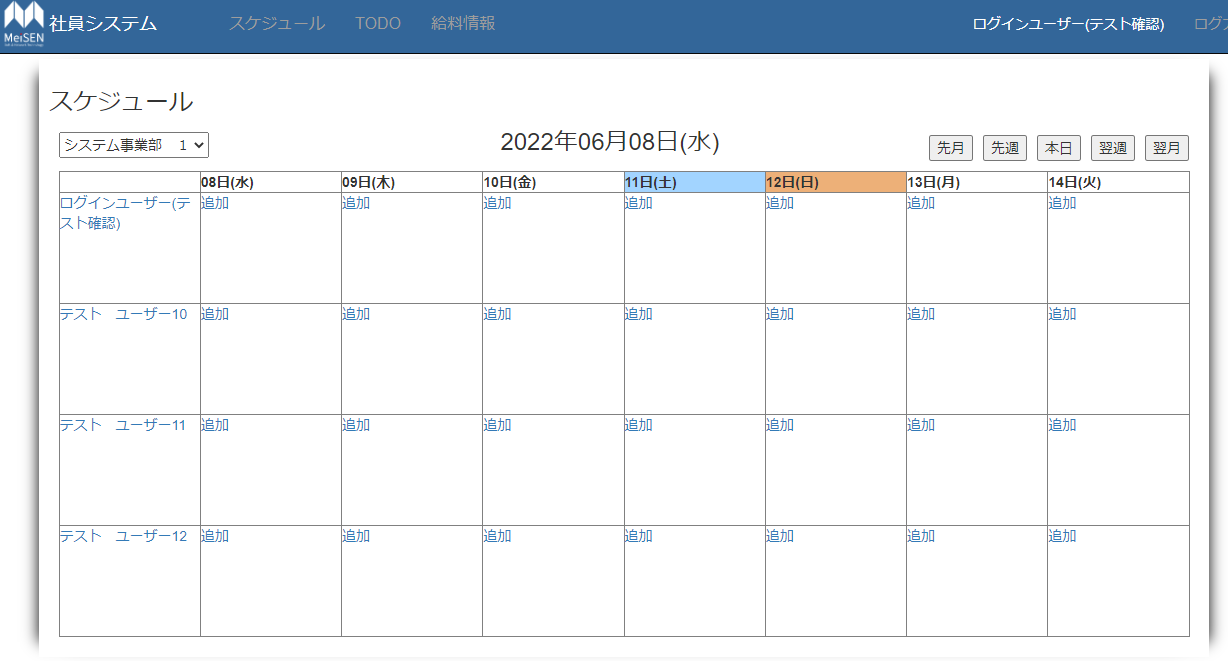 社員システム スケジュール TODO 給料情報 ログインユーザー(テスト確認)
MeiSEN
スケジュール
システム事業部 1 2022年06月08日(水) 先月 先週 本日 翌週 翌月
08日(水) 09日(木) 10日(金) 11日(土) 12日(日) 13日(月) 14日(火)
ログインユーザー(テ 追加 追加 追加 追加 追加 追加 追加
スト確認)
テスト ユーザー10 追加 追加 追加 追加 追加 追加 追加
テスト ユーザー11 追加 追加 追加 追加 追加 追加 追加
テスト ユーザー12 追加 追加 追加 追加 追加 追加 追加